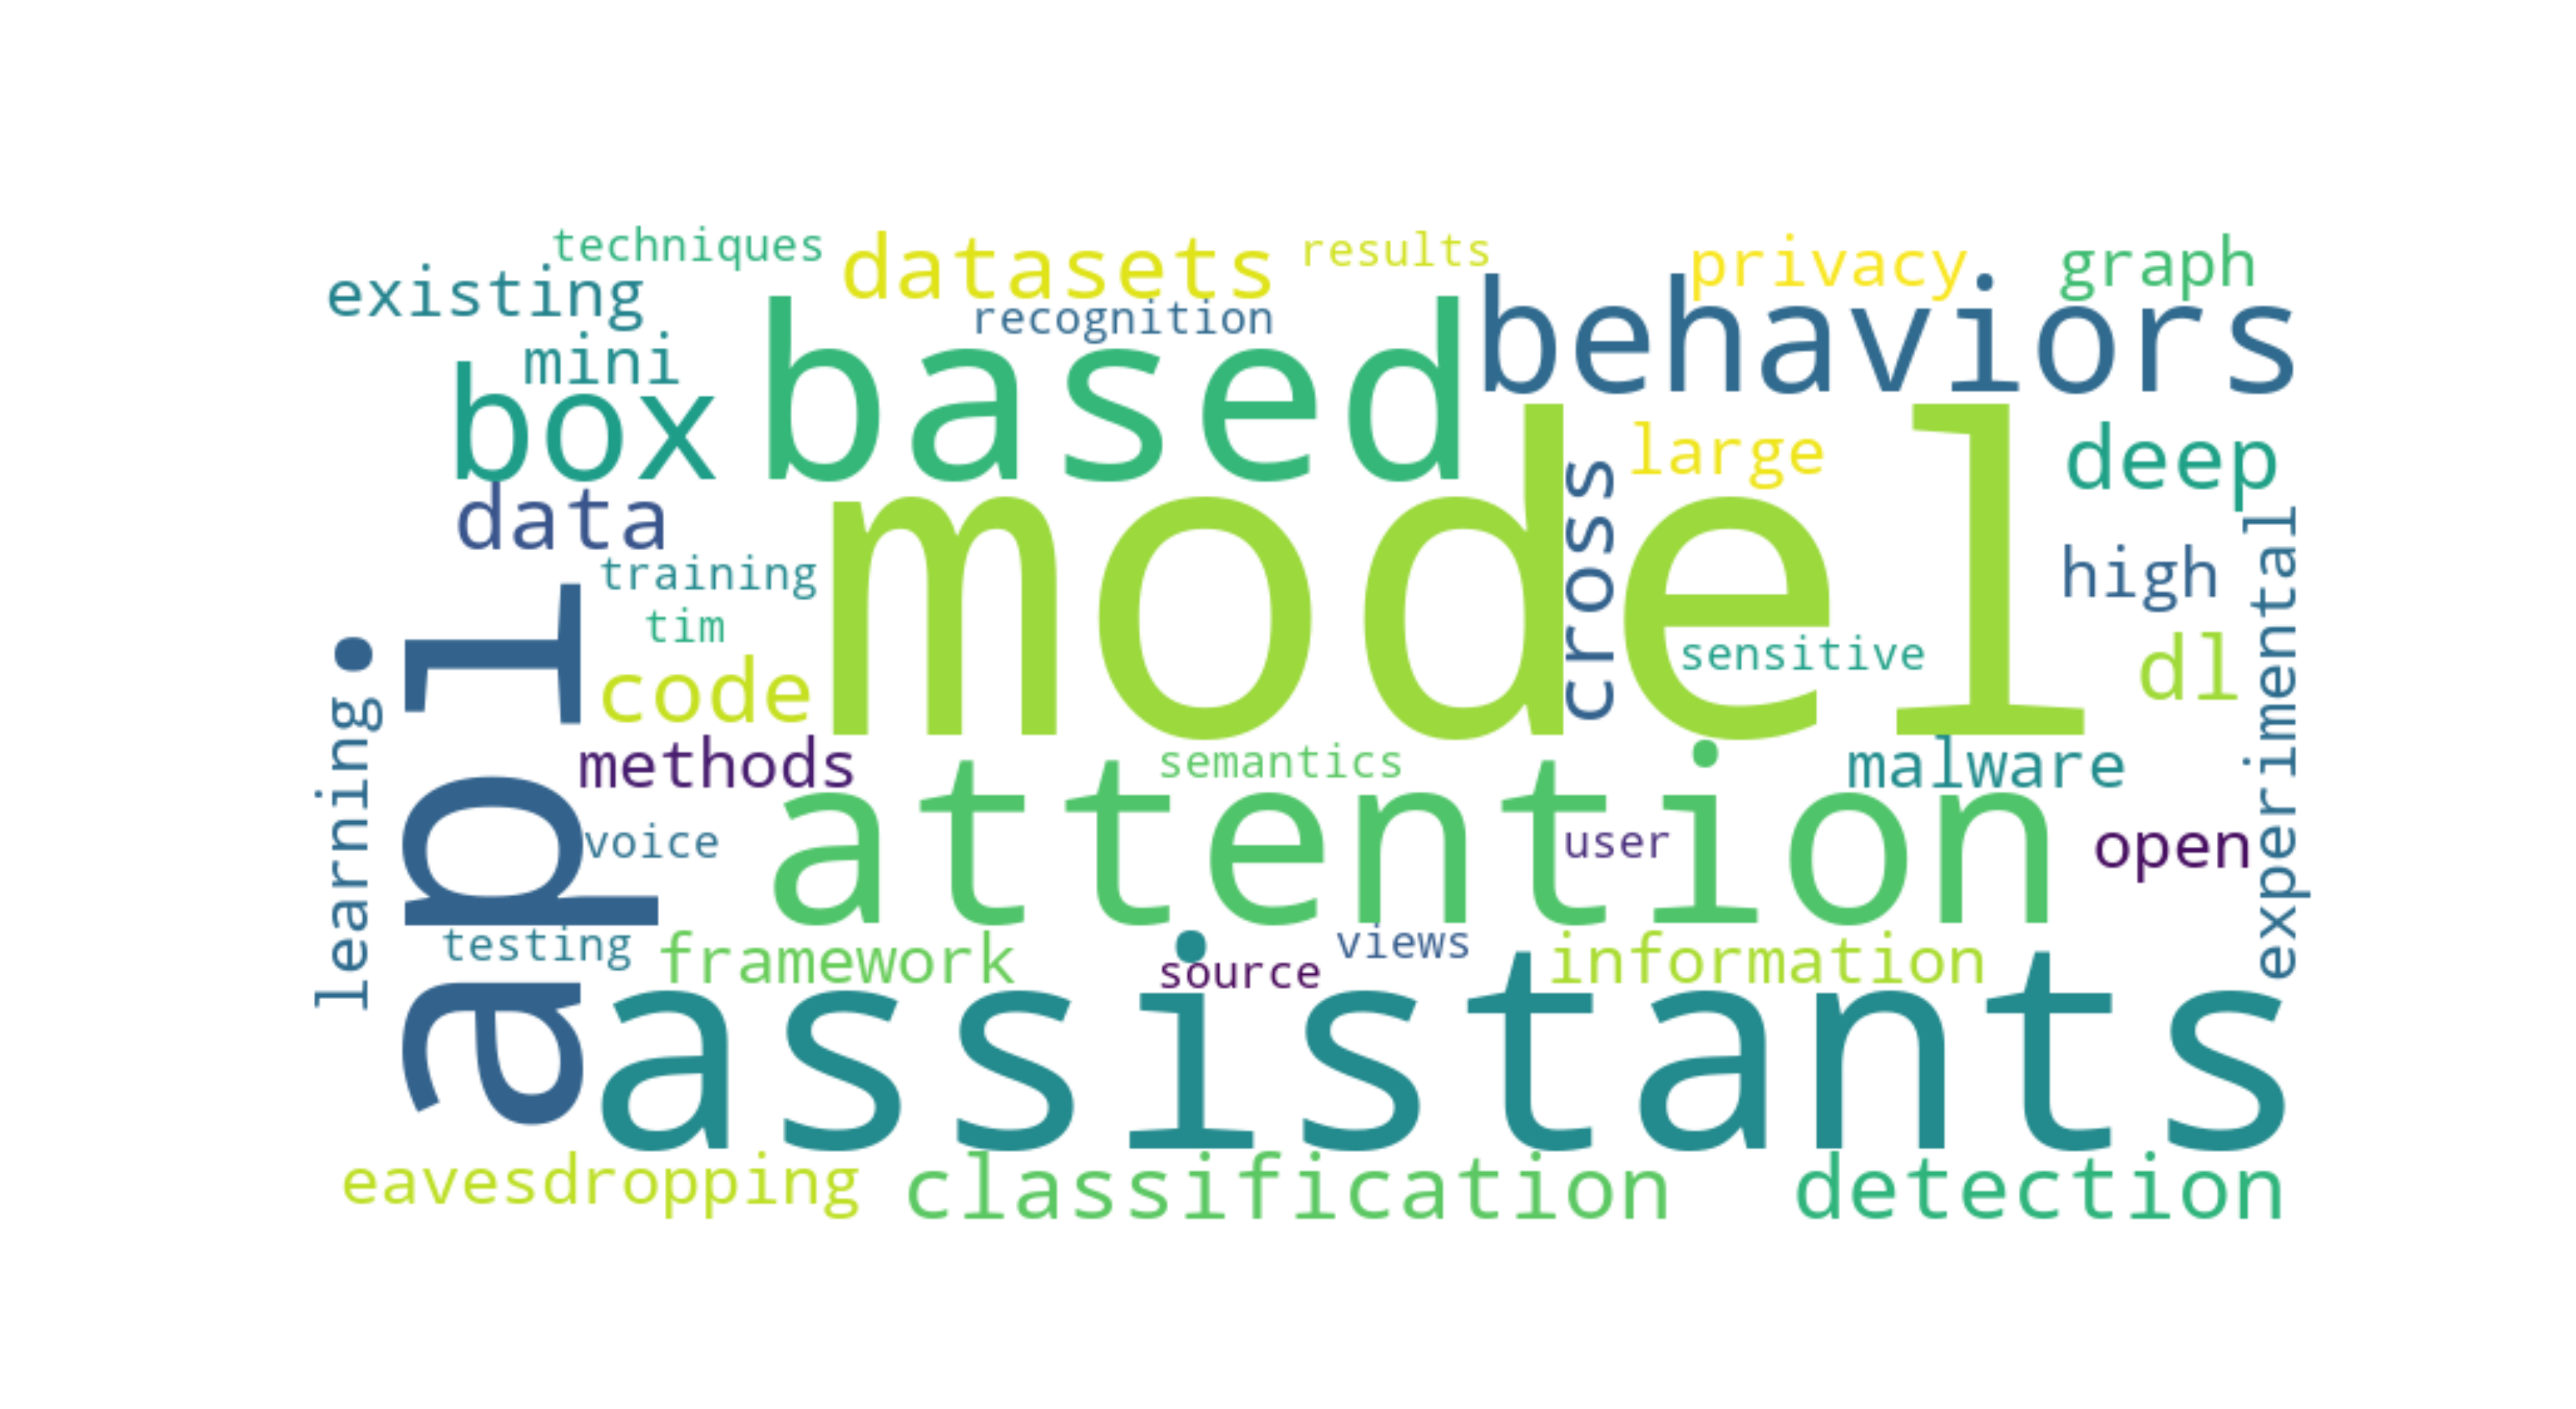 techniques
datasets
results
privacy
graph
existing
recognition
behaviors
mini
based
box
large
deep
data
model
cross
high
training
tim
sensitive
dl
code
experimental
learning
api
methods
semantics
malware
attention
voice
user
open
testing
framework
source
views
information
assistants
eavesdropping
classification
detection